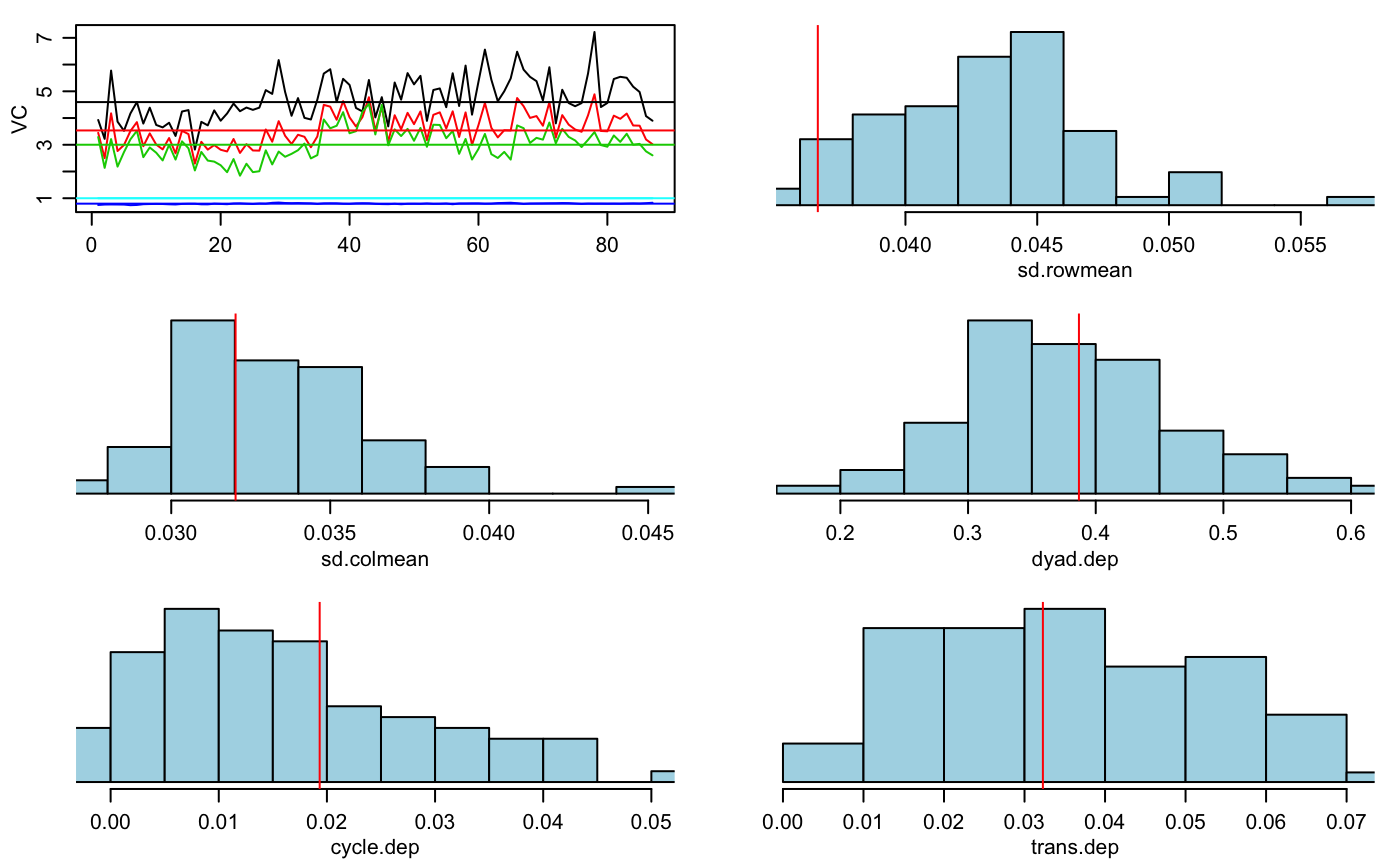 VC
7
5
3
1
0 20 40 60 80
0.040 0.045 0.050 0.055
sd.rowmean
0.030 0.035 0.040 0.045
sd.colmean
0.2 0.3 0.4 0.5 0.6
dyad.dep
0.00 0.01 0.02 0.03 0.04 0.05
cycle.dep
0.00 0.01 0.02 0.03 0.04 0.05 0.06 0.07
trans.dep